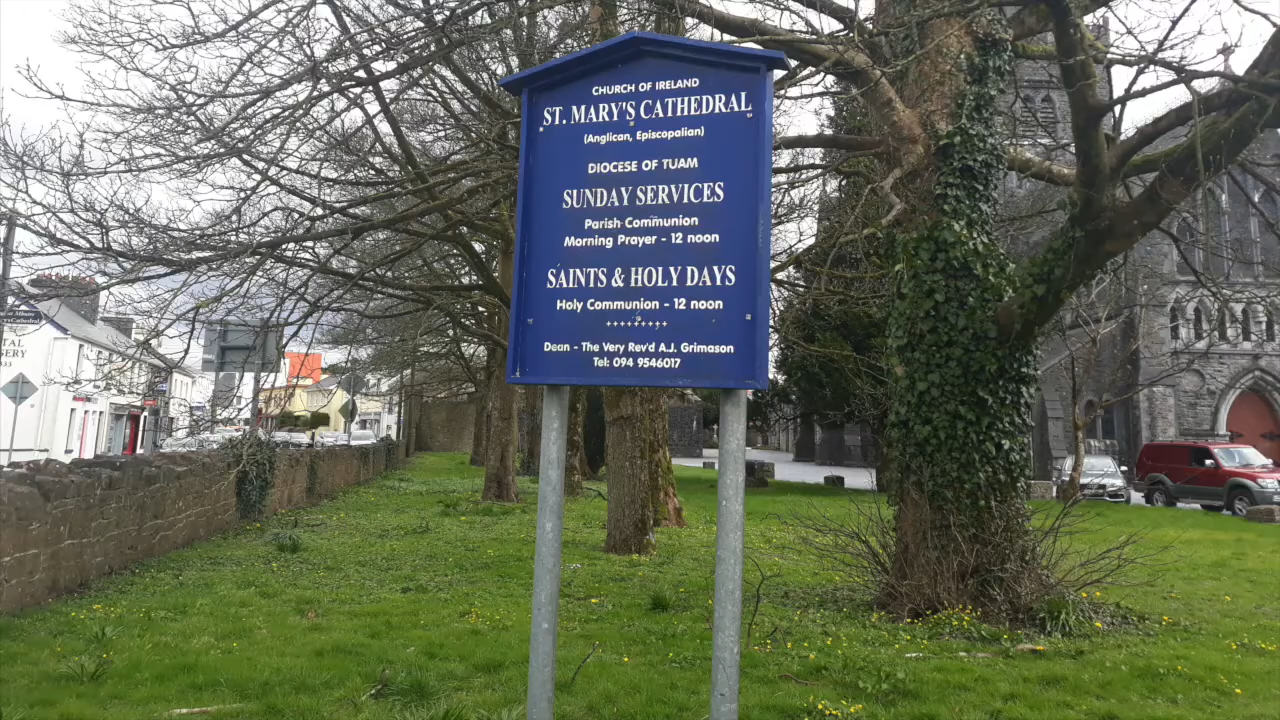 CHURCH OF IRELAND
ST. MARY'S CATHEDRAL
(Anglican, Episcopalian)
DIOCESE OF TUAM
SUNDAY SERVICES
Parish Communion
Morning Prayer - 12 noon
SAINTS & HOLY DAYS
Holy Communion - 12 noon
+++++++++
Dean - The Very Rev'd A.J. Grimason
Tel: 094 9546017